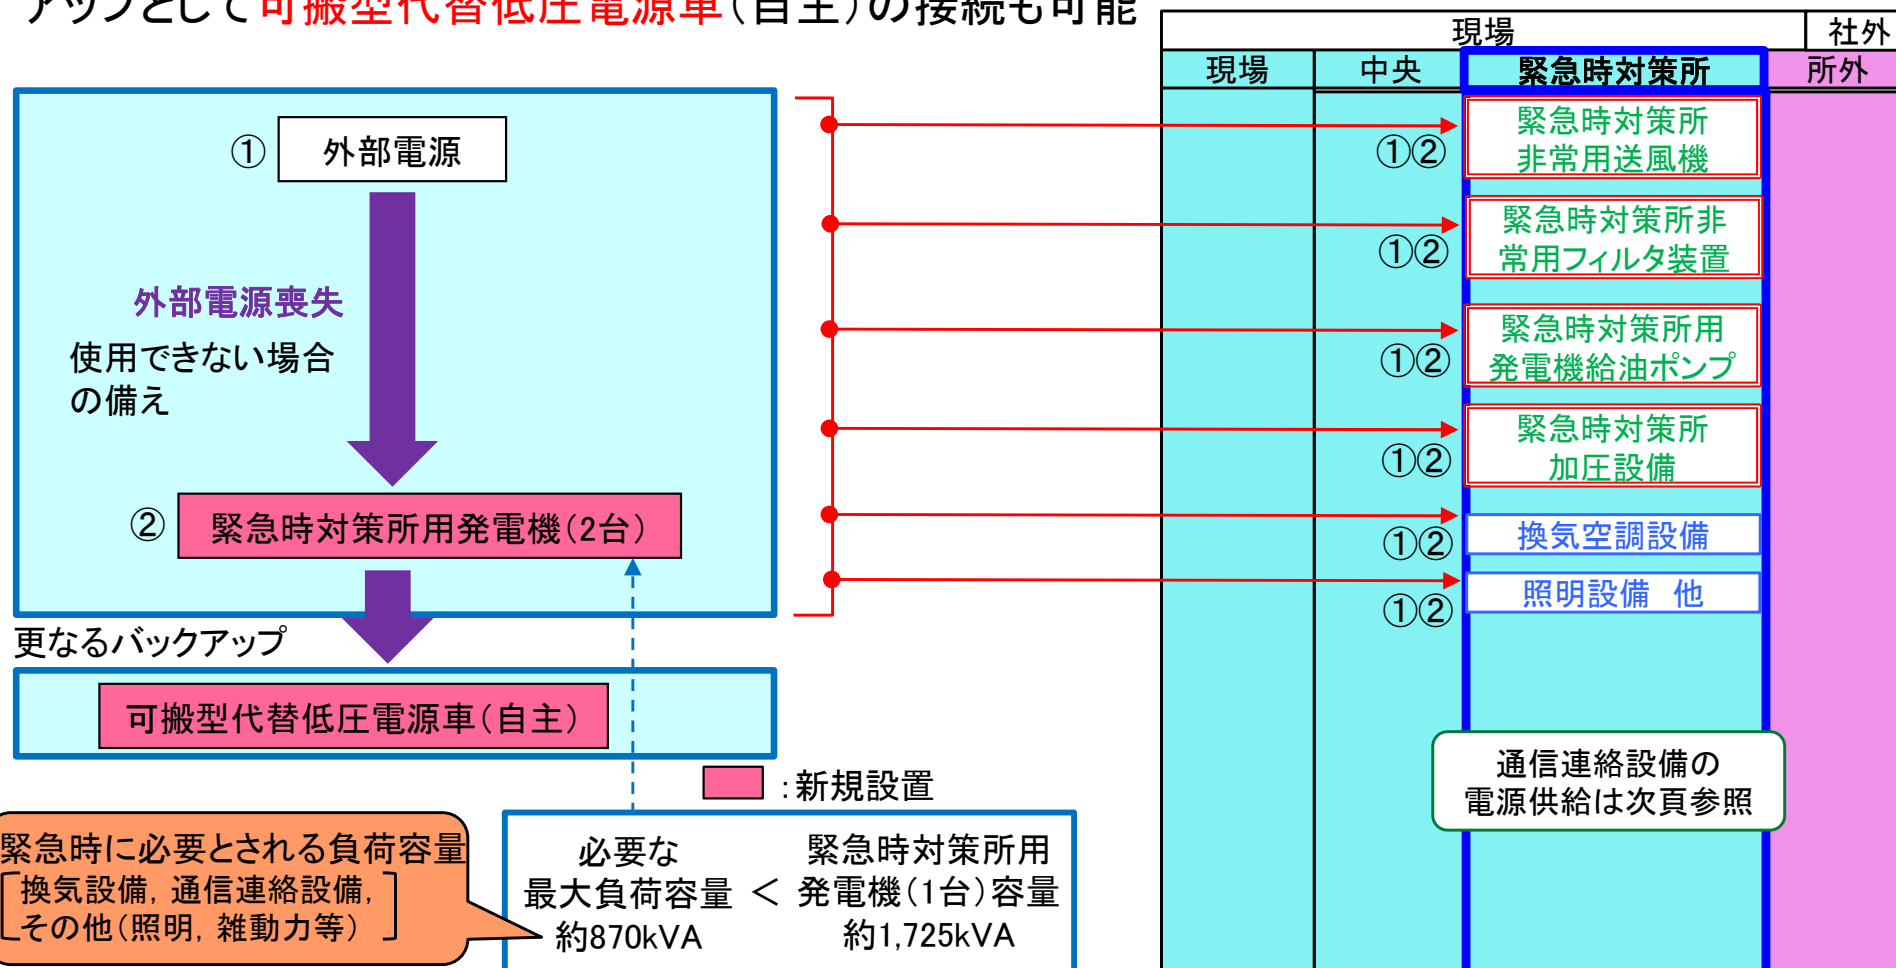 アップとして可搬型代替低圧電源車(自主)の接続も可能
① 外部電源
外部電源喪失
使用できない場合
の備え
② 緊急時対策所用発電機(2台)
更なるバックアップ
可搬型代替低圧電源車(自主)
:新規設置
緊急時に必要とされる負荷容量
換気設備,通信連絡設備,
その他(照明,雑動力等)
必要な
最大負荷容量
約870kVA
<
緊急時対策所用
発電機(1台)容量
約1,725kVA
現場 社外
現場 中央 緊急時対策所 所外
①②
緊急時対策所
非常用送風機
①②
緊急時対策所非
常用フィルタ装置
①②
緊急時対策所用
発電機給油ポンプ
①②
緊急時対策所
加圧設備
①②
換気空調設備
①②
照明設備 他
通信連絡設備の
電源供給は次頁参照